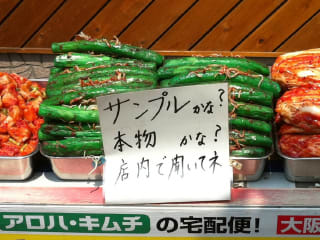 サンプルかな?
本物 かな?
店内で聞いてネ
アロハ・キムチの宅配便!
大阪